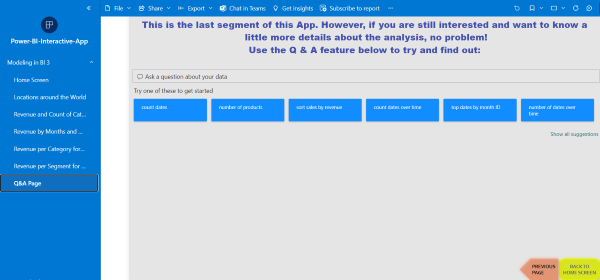 File
Share
Export
Chat in Teams
Get insights
Subscribe to report
Power-BI-Interactive-App
Modeling in BI 3
Home Screen
Locations around the World
Revenue and Count of Cat...
Revenue by Months and ...
Revenue per Category for...
Revenue per Segment for ...
Q&A Page
This is the last segment of this App. However, if you are still interested and want to know a
little more details about the analysis, no problem!
Use the Q & A feature below to try and find out:
Ask a question about your data
Try one of these to get started
count dates
number of products
sort sales by revenue
count dates over time
top dates by month ID
number of dates over
time
Show all suggestions
PREVIOUS
PAGE
BACK TO
HOME SCREEN